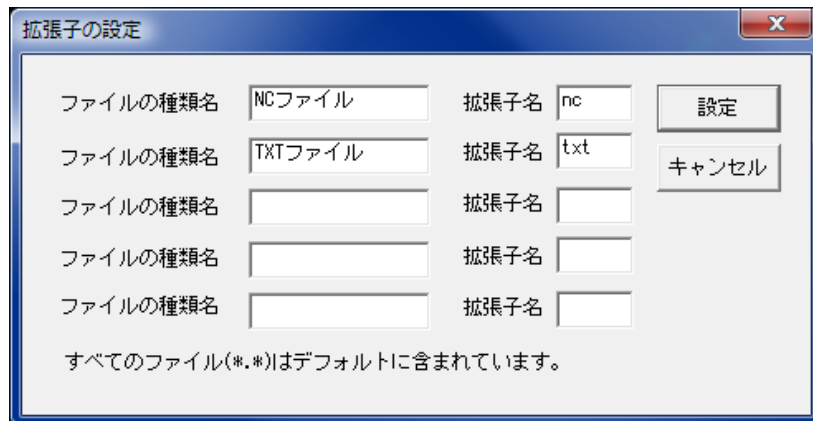 拡張子の設定
ファイルの種類名 NCファイル 拡張子名 nc 設定
ファイルの種類名 TXTファイル 拡張子名 txt キャンセル
ファイルの種類名 拡張子名
ファイルの種類名 拡張子名
ファイルの種類名 拡張子名
すべてのファイル(*.*)はデフォルトに含まれています。